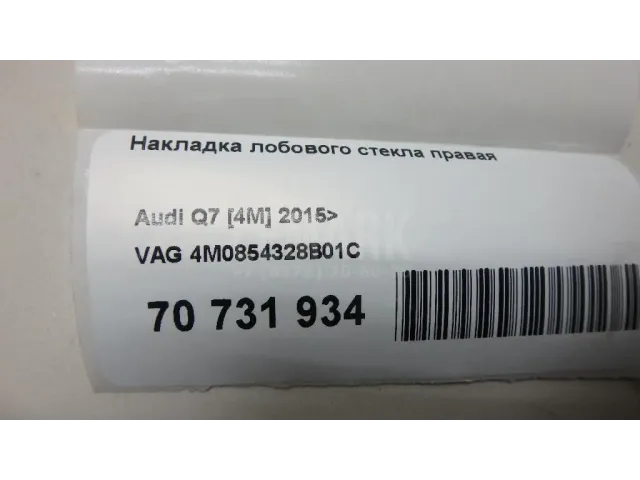 Накладка лобового стекла правая
Audi Q7 [4M] 2015>
VAG 4M0854328B01C
70 731 934